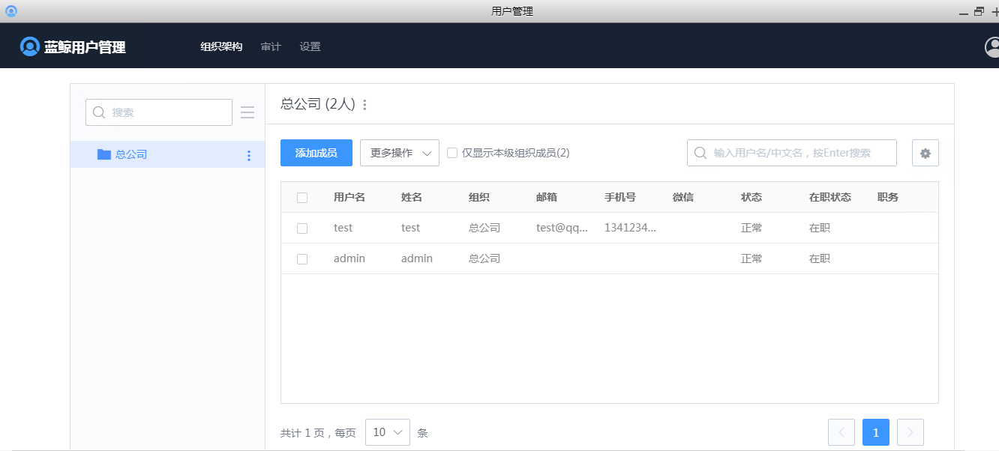 用户管理
蓝鲸用户管理 组织架构 审计 设置
搜索
总公司
总公司 (2人)
添加成员 更多操作 仅显示本级组织成员(2) 输入用户名/中文名，按Enter搜索
用户名 姓名 组织 邮箱 手机号 微信 状态 在职状态 职务
test test 总公司 test@qq... 1341234... 正常 在职
admin admin 总公司 正常 在职
共计 1 页，每页 10 条 1